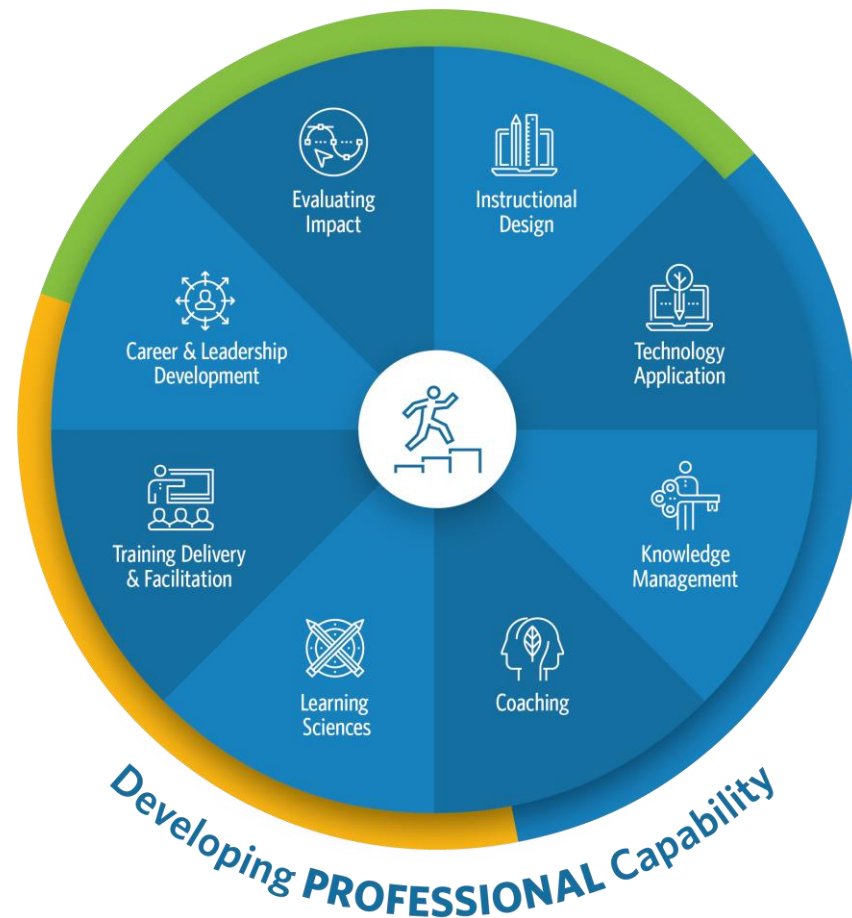 Evaluating
Impact
Instructional
Design
Technology
Application
Knowledge
Management
Coaching
Learning
Sciences
Training Delivery
& Facilitation
Career & Leadership
Development
Developing PROFESSIONAL Capability